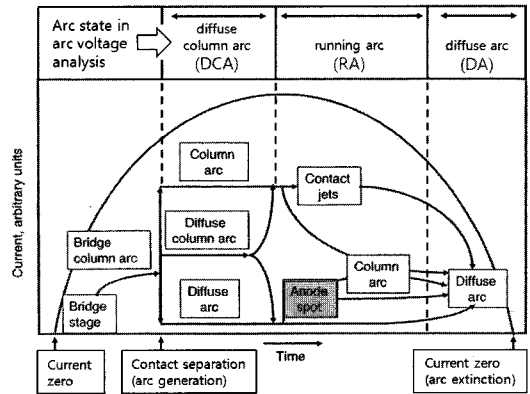 Arc state in
arc voltage
analysis
diffuse
column arc
(DCA)
running arc
(RA)
diffuse arc
(DA)
Current, arbitrary units
Column
arc
Contact
jets
Diffuse
column arc
Bridge
column arc
Column
arc
Diffuse
arc
Anode
spot
Diffuse
arc
Bridge
stage
Current
zero
Contact separation
(arc generation)
Time
Current zero
(arc extinction)